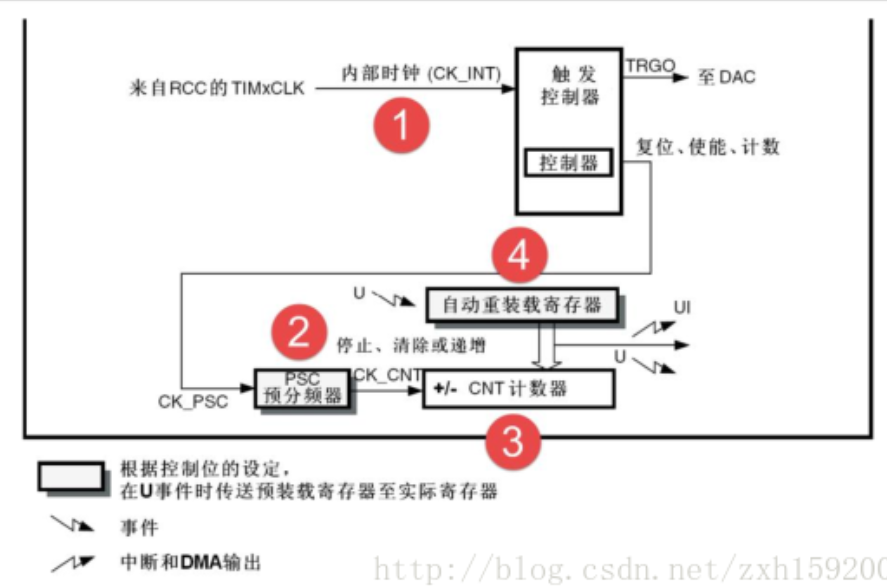 内部时钟 (CK_INT)
来自RCC的TIMxCLK
1
触发
控制器
TRGO
至DAC
控制器
复位、使能、计数
4
U
自动重装载寄存器
UI
2
停止、清除或递增
U
PSC
预分频器
CK_CNT
CK_PSC
+/- CNT 计数器
3
根据控制位的设定，
在U事件时传送预装载寄存器至实际寄存器
事件
中断和DMA输出
http://blog.csdn.net/zxh159200